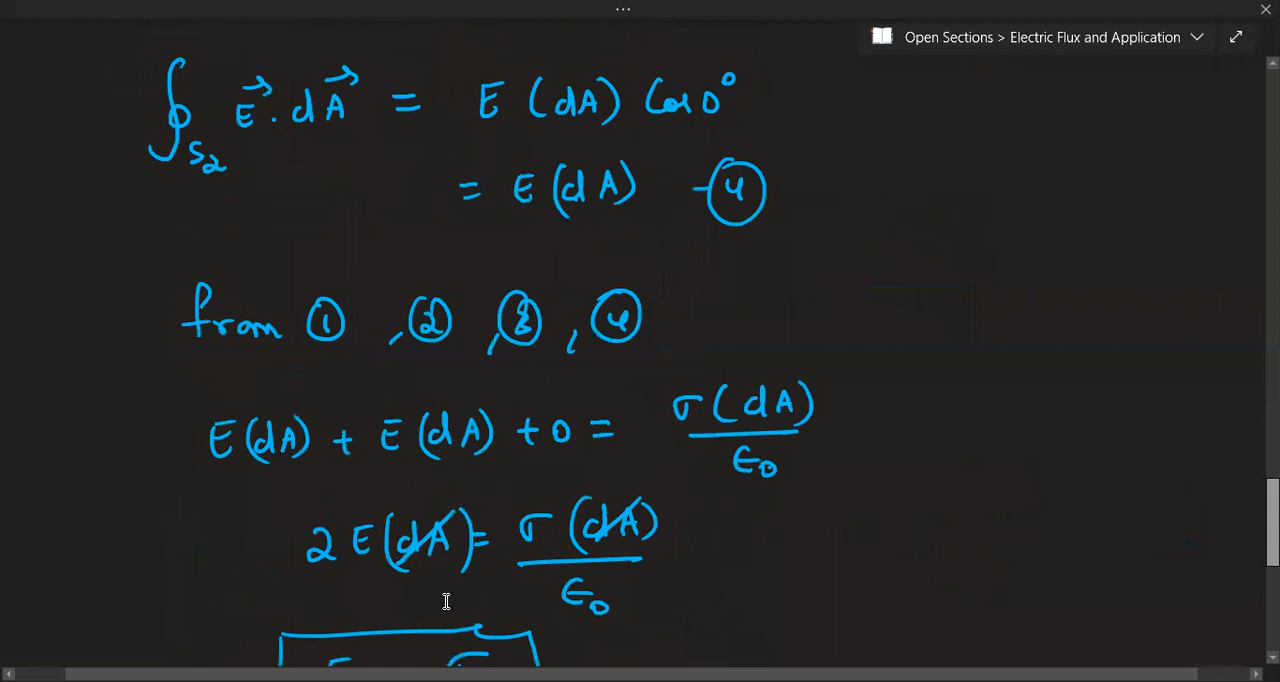 ...
Open Sections > Electric Flux and Application
∮S₂ E⃗ . dA⃗ = E (dA) Cos 0°
= E (dA) - ④
from ① , ② , ③ , ④
E(dA) + E(dA) + 0 = σ(dA) / ϵ₀
2 E(dA) = σ (dA) / ϵ₀